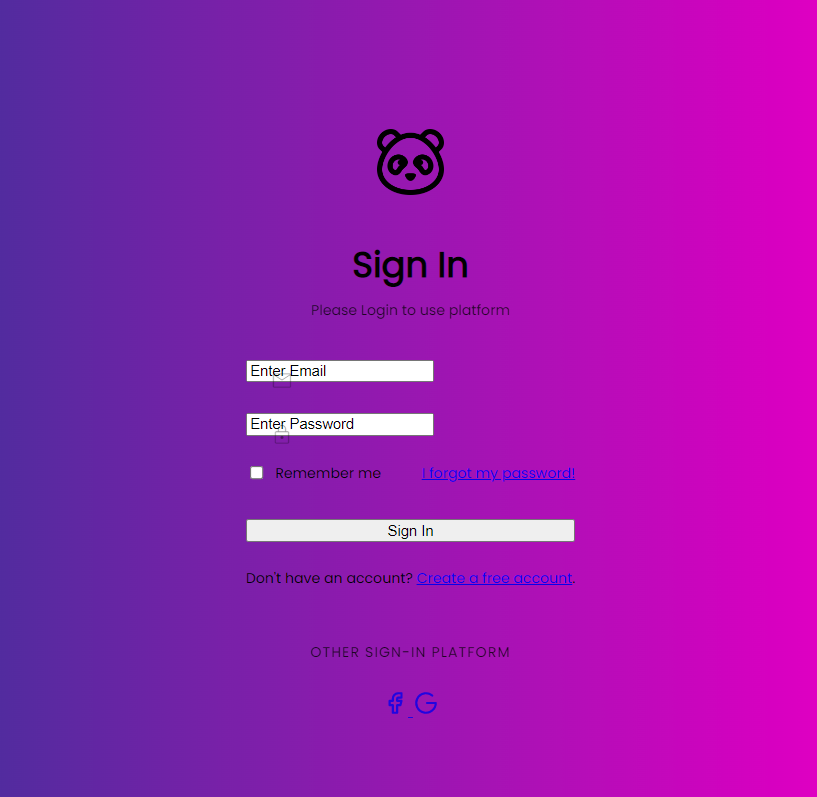 Sign In
Please Login to use platform
Enter Email
Enter Password
Remember me I forgot my password!
Sign In
Don't have an account? Create a free account.
OTHER SIGN-IN PLATFORM